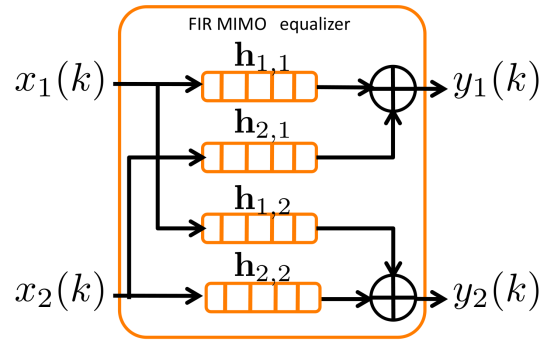 FIR MIMO equalizer
x₁(k) h₁,₁ y₁(k)
h₂,₁
h₁,₂
x₂(k) h₂,₂ y₂(k)